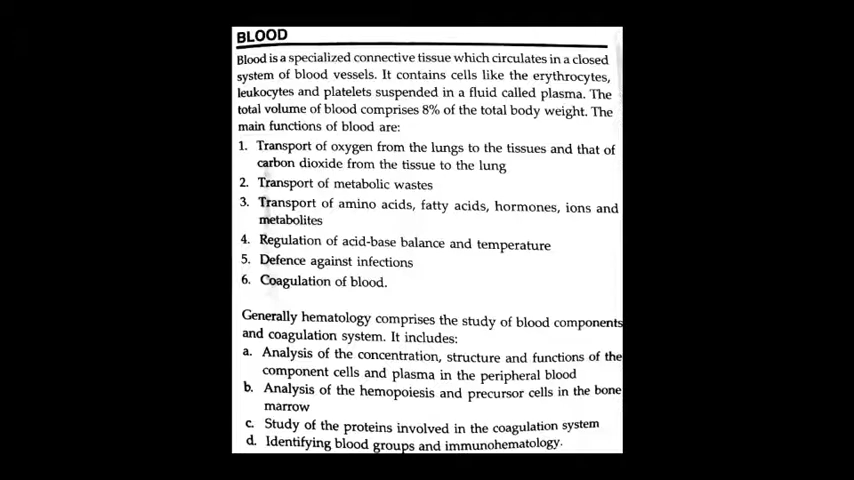 BLOOD
Blood is a specialized connective tissue which circulates in a closed
system of blood vessels. It contains cells like the erythrocytes,
leukocytes and platelets suspended in a fluid called plasma. The
total volume of blood comprises 8% of the total body weight. The
main functions of blood are:
1. Transport of oxygen from the lungs to the tissues and that of
carbon dioxide from the tissue to the lung
2. Transport of metabolic wastes
3. Transport of amino acids, fatty acids, hormones, ions and
metabolites
4. Regulation of acid-base balance and temperature
5. Defence against infections
6. Coagulation of blood.
Generally hematology comprises the study of blood components
and coagulation system. It includes:
a. Analysis of the concentration, structure and functions of the
component cells and plasma in the peripheral blood
b. Analysis of the hemopoiesis and precursor cells in the bone
marrow
c. Study of the proteins involved in the coagulation system
d. Identifying blood groups and immunohematology.